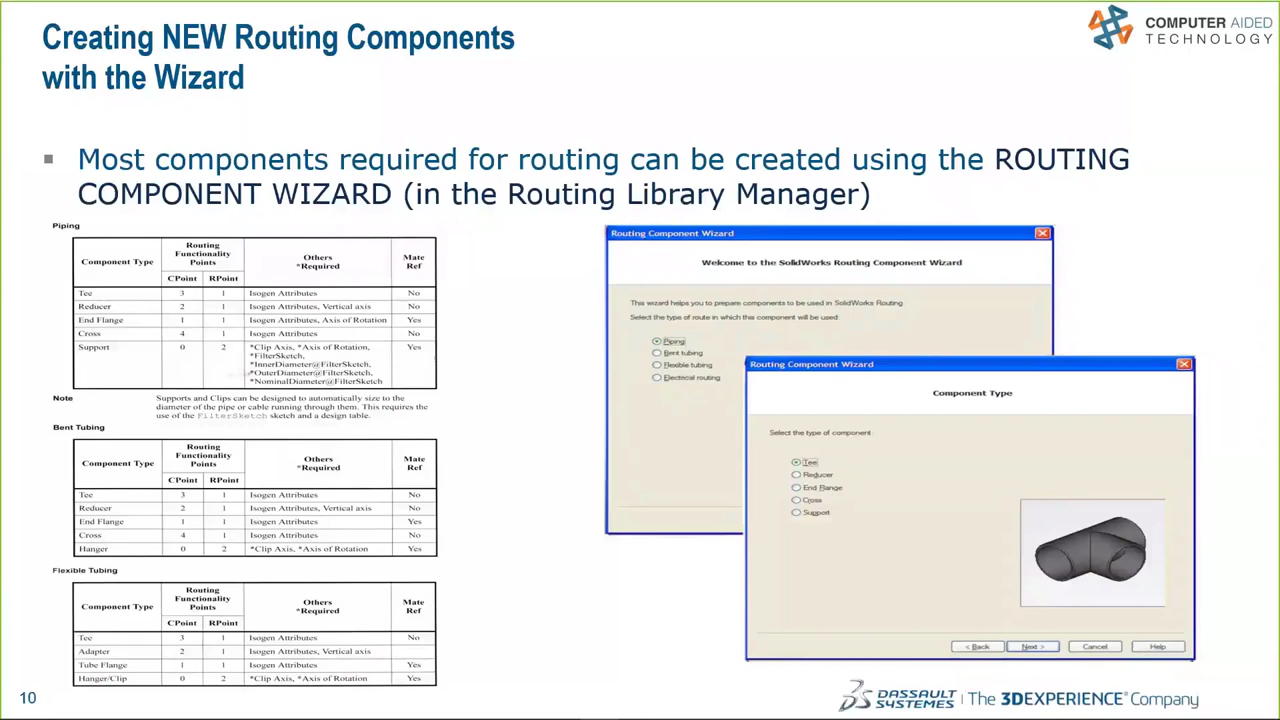 Creating NEW Routing Components
with the Wizard
COMPUTER AIDED
TECHNOLOGY
▪ Most components required for routing can be created using the ROUTING
COMPONENT WIZARD (in the Routing Library Manager)
Piping
Component Type Routing Functionality Points Others *Required Mate Ref
CPoint RPoint
Tee 3 1 Isogen Attributes No
Reducer 2 1 Isogen Attributes, Vertical axis No
End Flange 1 1 Isogen Attributes, Axis of Rotation Yes
Cross 4 1 Isogen Attributes No
Support 0 2 *Clip Axis, *Axis of Rotation, Yes
*FilterSketch,
*InnerDiameter@FilterSketch,
*OuterDiameter@FilterSketch,
*NominalDiameter@FilterSketch
Note Supports and Clips can be designed to automatically size to the
diameter of the pipe or cable running through them. This requires the
use of the FilterSketch sketch and a design table.
Bent Tubing
Component Type Routing Functionality Points Others *Required Mate Ref
CPoint RPoint
Tee 3 1 Isogen Attributes No
Reducer 2 1 Isogen Attributes, Vertical axis No
End Flange 1 1 Isogen Attributes Yes
Cross 4 1 Isogen Attributes No
Hanger 0 2 *Clip Axis, *Axis of Rotation Yes
Flexible Tubing
Component Type Routing Functionality Points Others *Required Mate Ref
CPoint RPoint
Tee 3 1 Isogen Attributes No
Adapter 2 1 Isogen Attributes, Vertical axis
Tube Flange 1 1 Isogen Attributes Yes
Hanger/Clip 0 2 *Clip Axis, *Axis of Rotation Yes
Routing Component Wizard
Welcome to the SolidWorks Routing Component Wizard
This wizard helps you to prepare components to be used in SolidWorks Routing
Select the type of route in which this component will be used:
Piping
Bent tubing
Flexible tubing
Electrical routing
Routing Component Wizard
Component Type
Select the type of component:
Tee
Reducer
End Flange
Cross
Support
< Back Next > Cancel Help
10
DASSAULT
SYSTEMES | The 3DEXPERIENCE® Company